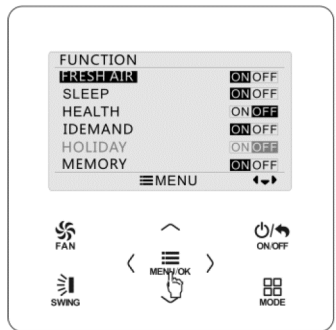 FUNCTION
FRESH AIR ON OFF
SLEEP ON OFF
HEALTH ON OFF
IDEMAND ON OFF
HOLIDAY ON OFF
MEMORY ON OFF
MENU
FAN MENU/OK ON/OFF
SWING MODE